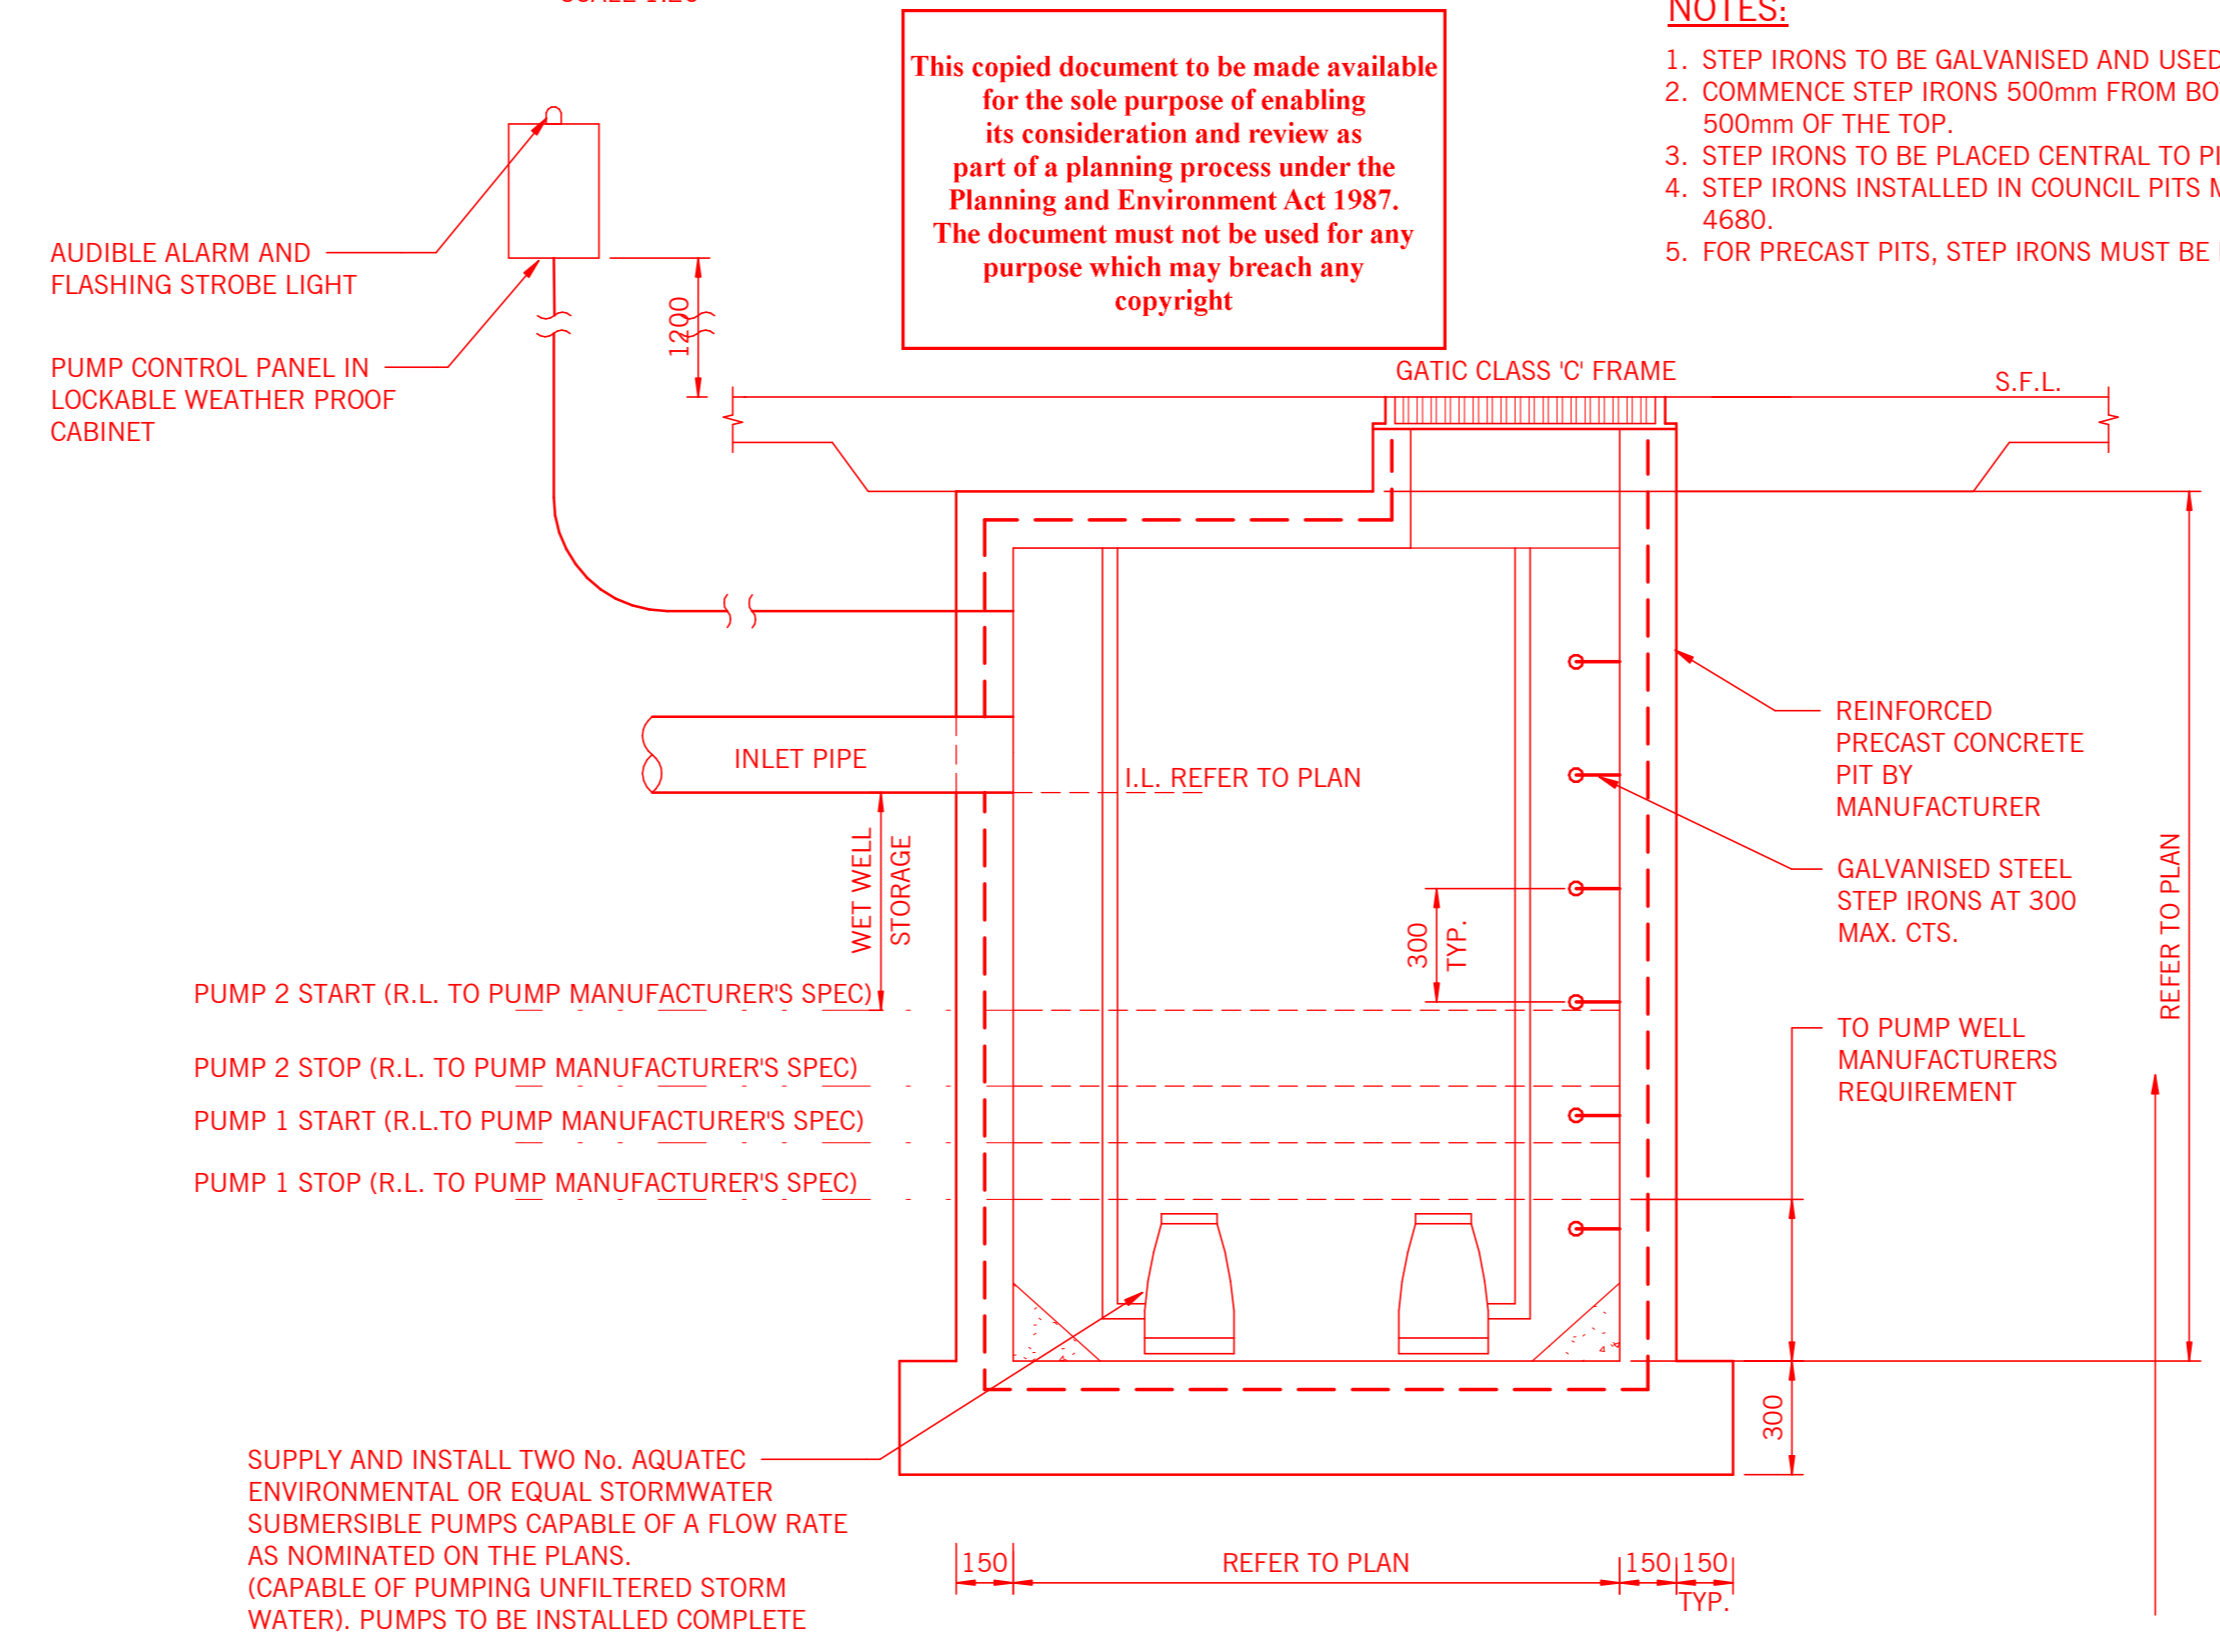 This copied document to be made available
for the sole purpose of enabling
its consideration and review as
part of a planning process under the
Planning and Environment Act 1987.
The document must not be used for any
purpose which may breach any
copyright
NOTES:
1. STEP IRONS TO BE GALVANISED AND USED
2. COMMENCE STEP IRONS 500mm FROM BO
500mm OF THE TOP.
3. STEP IRONS TO BE PLACED CENTRAL TO PI
4. STEP IRONS INSTALLED IN COUNCIL PITS M
4680.
5. FOR PRECAST PITS, STEP IRONS MUST BE
AUDIBLE ALARM AND
FLASHING STROBE LIGHT
1200
PUMP CONTROL PANEL IN
LOCKABLE WEATHER PROOF
CABINET
GATIC CLASS 'C' FRAME
S.F.L.
INLET PIPE
I.L. REFER TO PLAN
WET WELL
STORAGE
REINFORCED
PRECAST CONCRETE
PIT BY
MANUFACTURER
GALVANISED STEEL
STEP IRONS AT 300
MAX. CTS.
300
TYP.
REFER TO PLAN
PUMP 2 START (R.L. TO PUMP MANUFACTURER'S SPEC)
PUMP 2 STOP (R.L. TO PUMP MANUFACTURER'S SPEC)
PUMP 1 START (R.L.TO PUMP MANUFACTURER'S SPEC)
PUMP 1 STOP (R.L. TO PUMP MANUFACTURER'S SPEC)
TO PUMP WELL
MANUFACTURERS
REQUIREMENT
300
SUPPLY AND INSTALL TWO No. AQUATEC
ENVIRONMENTAL OR EQUAL STORMWATER
SUBMERSIBLE PUMPS CAPABLE OF A FLOW RATE
AS NOMINATED ON THE PLANS.
(CAPABLE OF PUMPING UNFILTERED STORM
WATER). PUMPS TO BE INSTALLED COMPLETE
150
REFER TO PLAN
150
150
TYP.